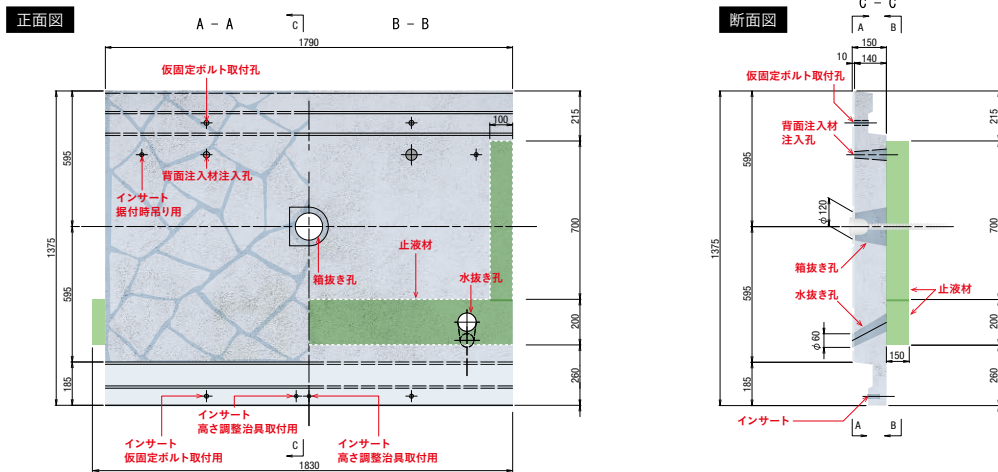 正面図
A - A
C
B - B
1790
仮固定ボルト取付孔
100
215
595
背面注入材注入孔
インサート
据付時吊り用
1375
700
箱抜き孔
止液材
水抜き孔
595
200
185
260
インサート
高さ調整治具取付用
インサート
仮固定ボルト取付用
C
インサート
高さ調整治具取付用
1830
断面図
C - C
A
B
150
10
140
仮固定ボルト取付孔
背面注入材
注入孔
215
595
φ120
1375
700
箱抜き孔
水抜き孔
止液材
595
φ60
200
150
185
260
インサート
A
B